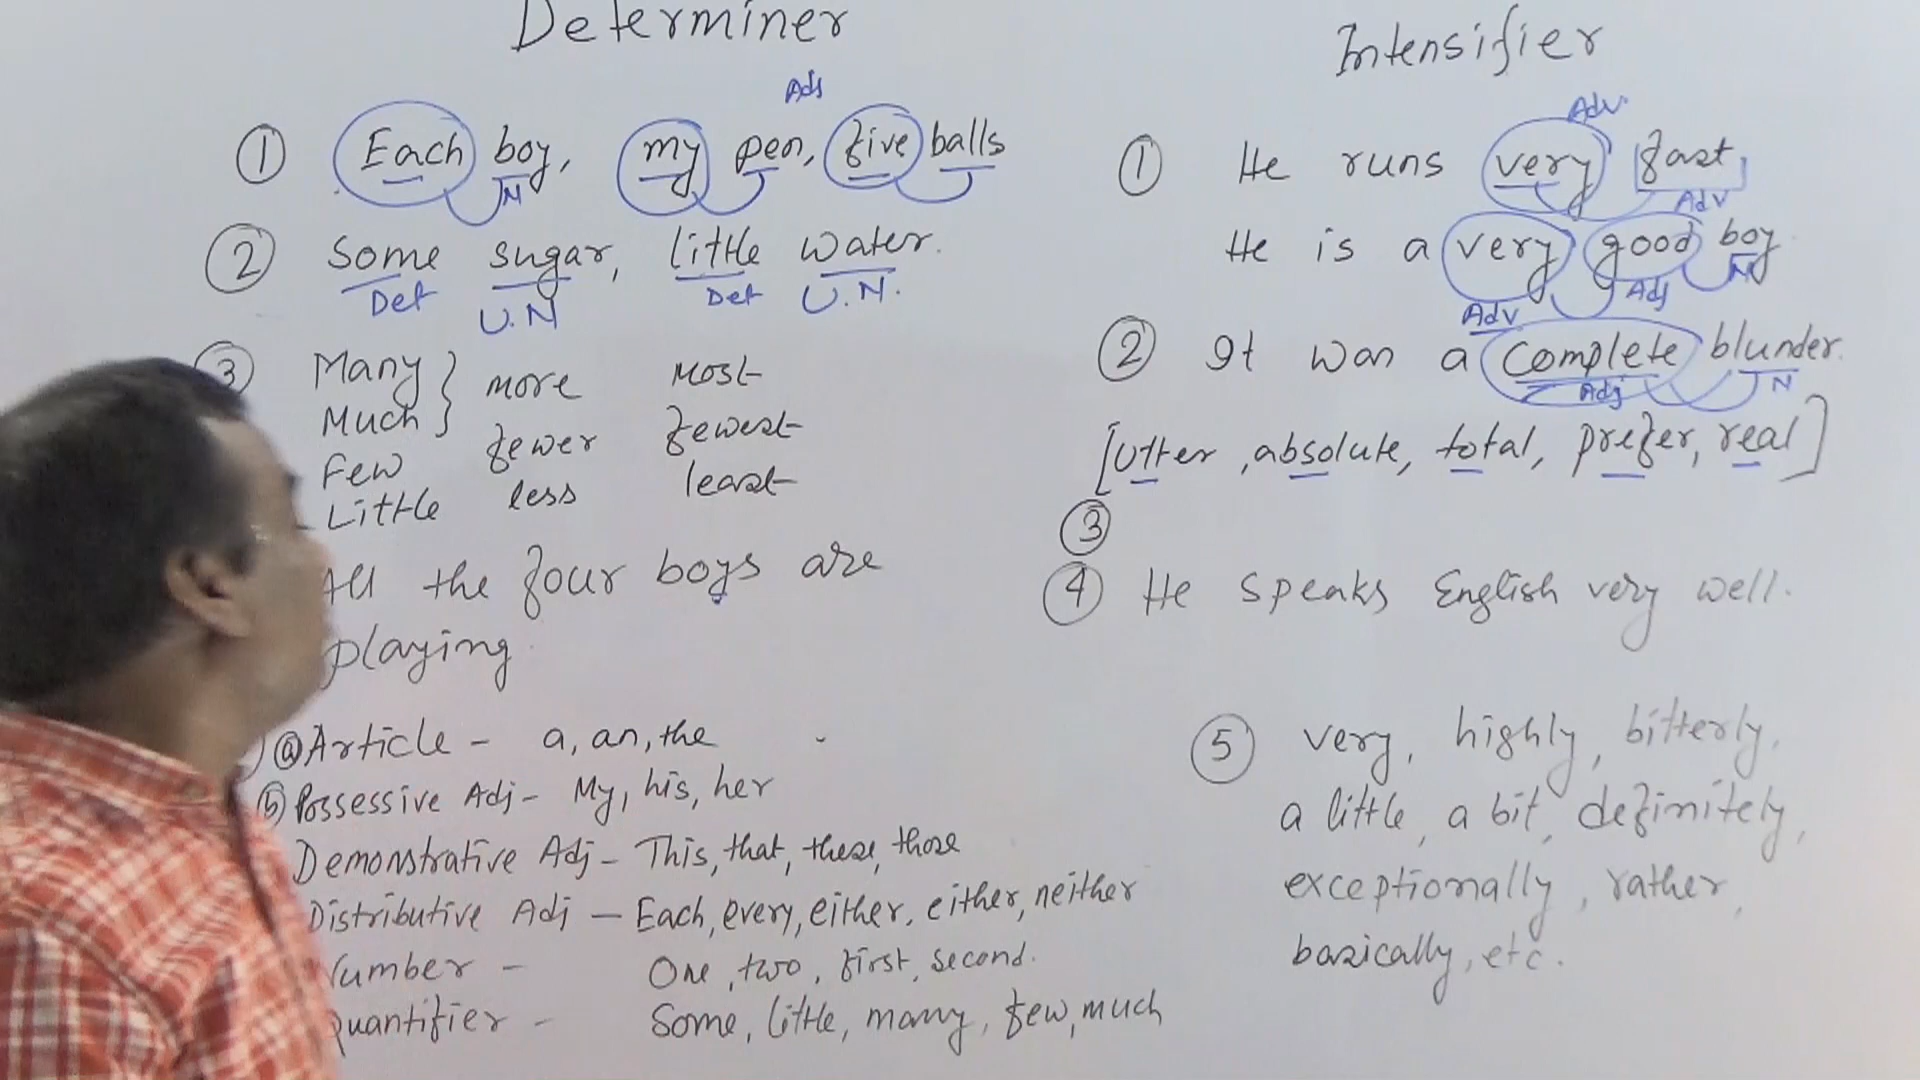 Determiner
Adj
① Each boy, my pen, five balls
N
② Some sugar, little water.
Det U.N Det U.N.
③ Many } more most
Much }
Few fewer fewest
Little less least
All the four boys are
playing
ⓐ Article - a, an, the
ⓑ Possessive Adj - My, his, her
Demonstrative Adj - This, that, these, those
Distributive Adj - Each, every, either, either, neither
Number - One, two, first, second.
Quantifier - Some, little, many, few, much
Intensifier
Adv
① He runs very fast,
Adv
He is a very good boy
Adv Adj N
② It was a complete blunder.
Adj N
[Utter, absolute, total, prefer, real]
③
④ He speaks English very well.
⑤ very, highly, bitterly,
a little, a bit, definitely,
exceptionally, rather,
basically, etc.